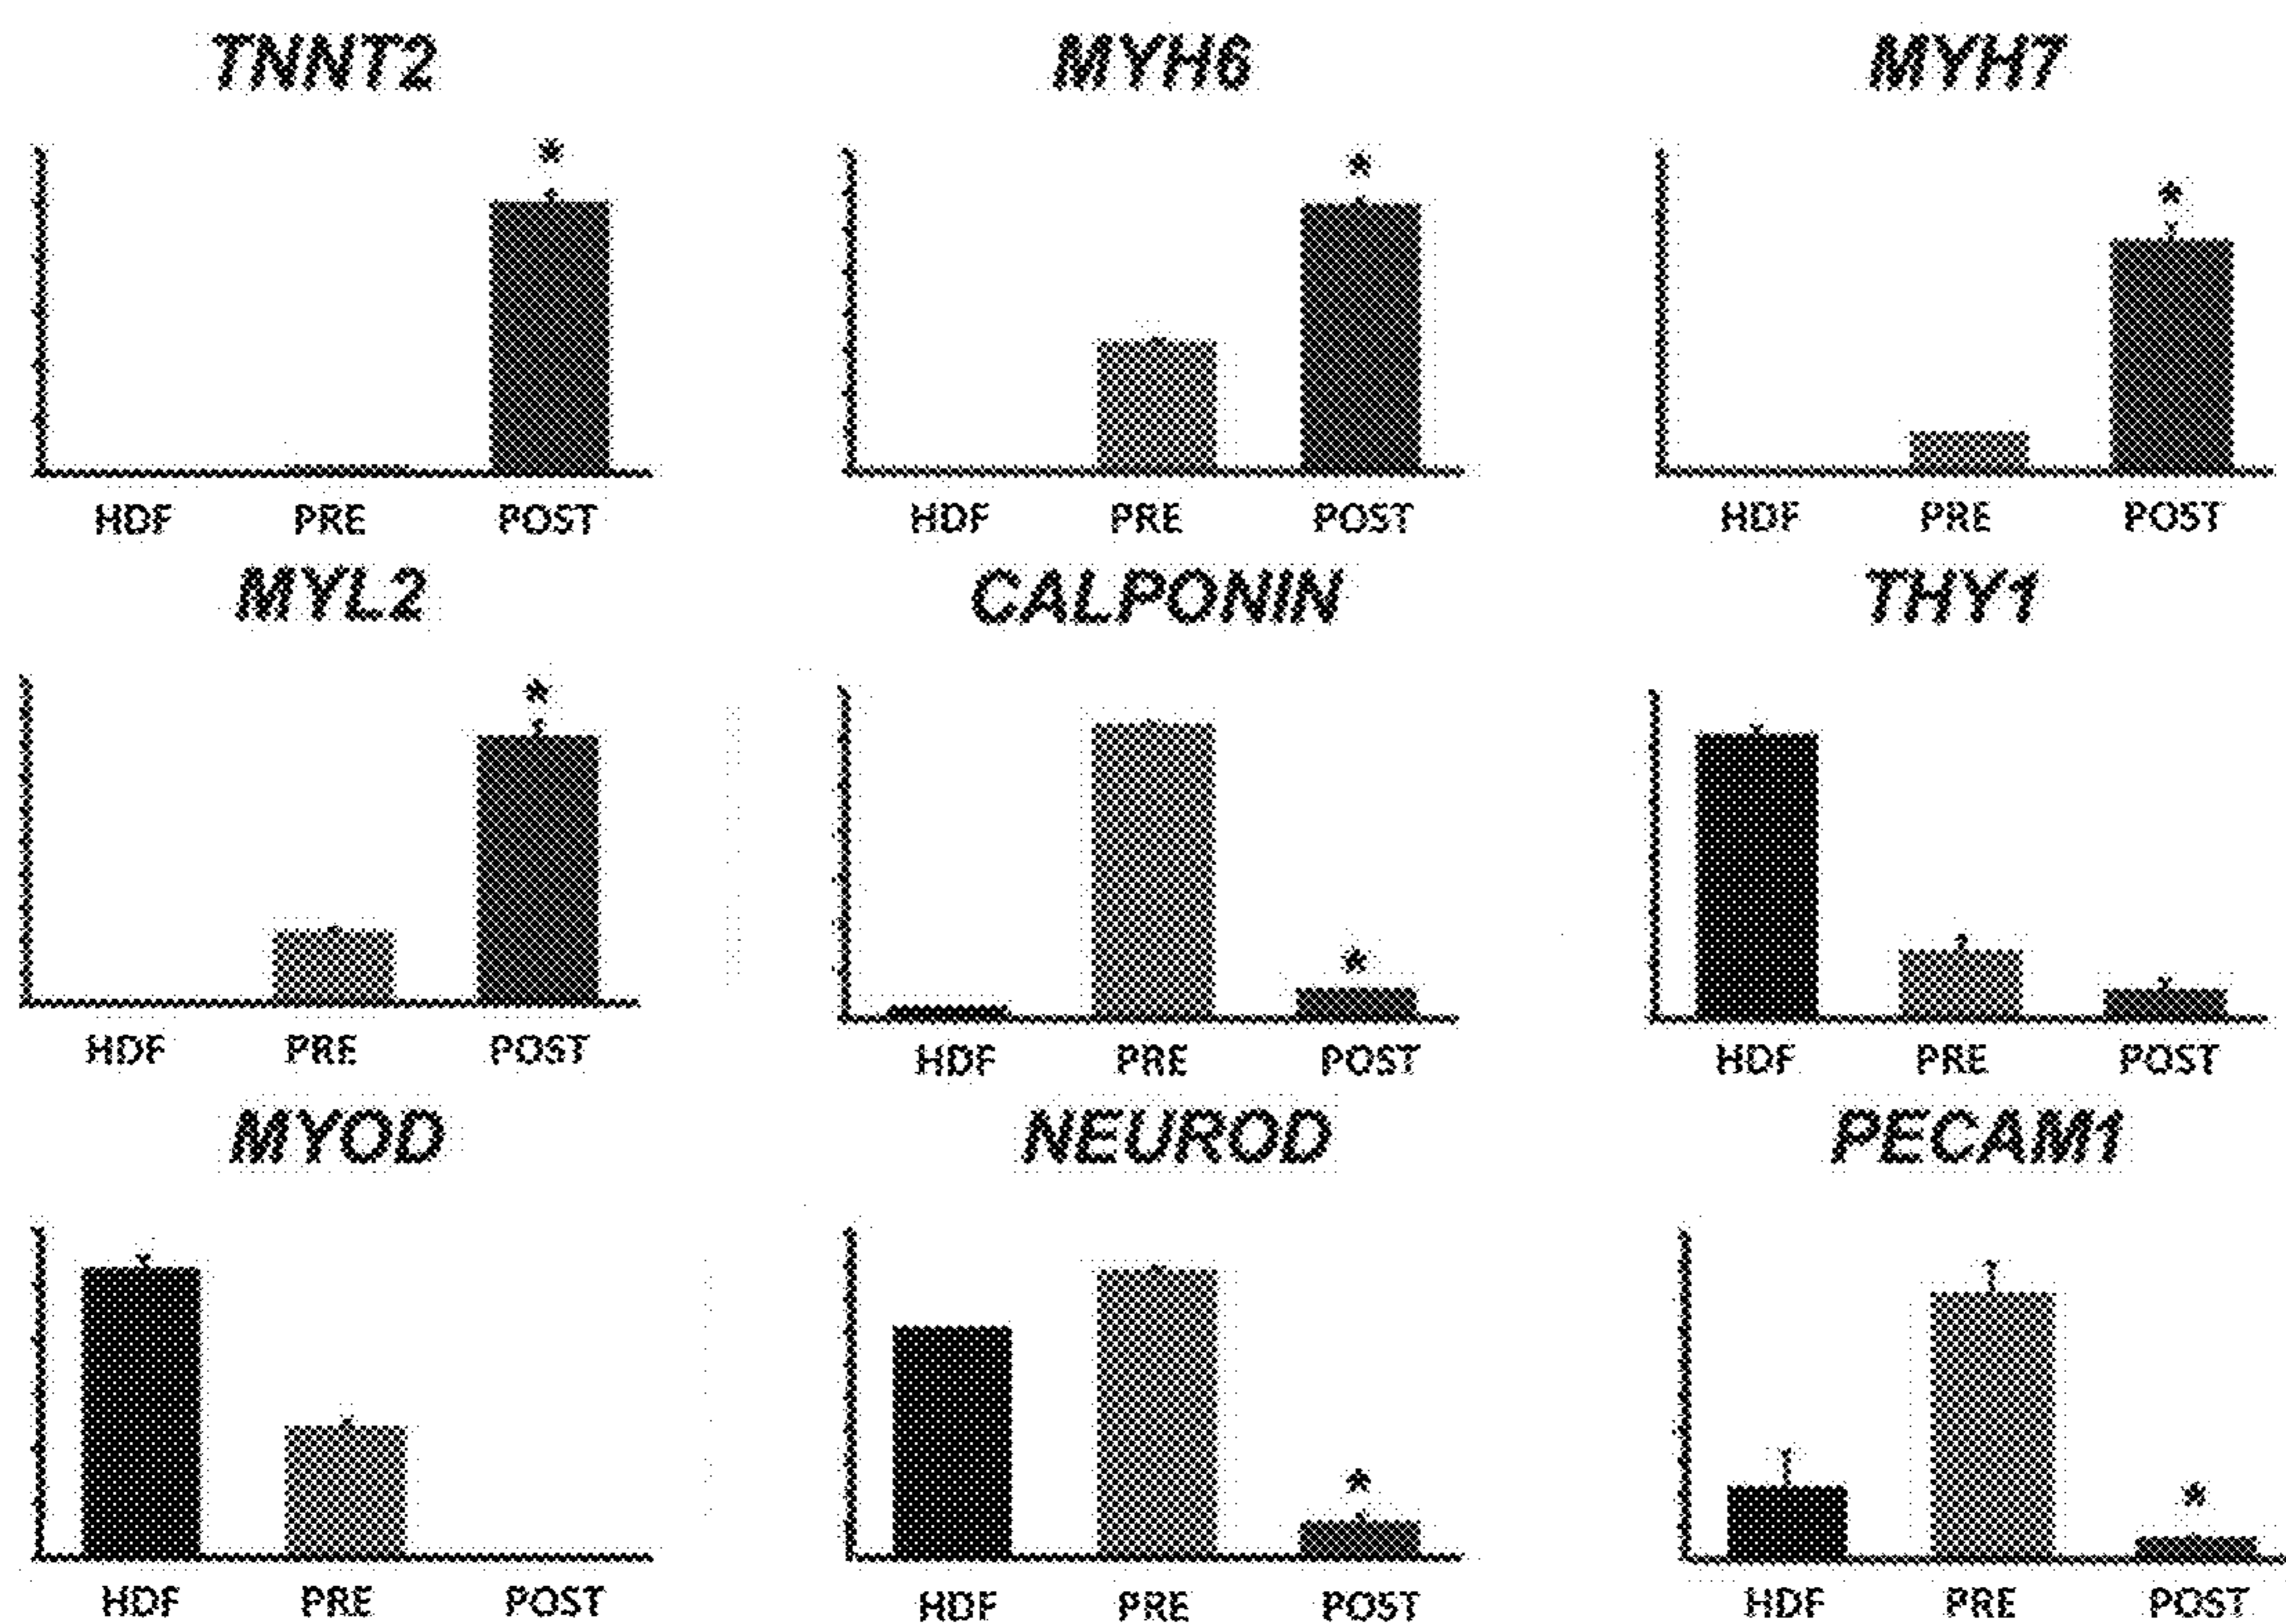 TNNT2 MYH6 MYH7
* * *
HDF PRE POST HDF PRE POST HDF PRE POST
MYL2 CALPONIN THY1
* *
HDF PRE POST HDF PRE POST HDF PRE POST
MYOD NEUROD PECAM1
* *
HDF PRE POST HDF PRE POST HDF PRE POST